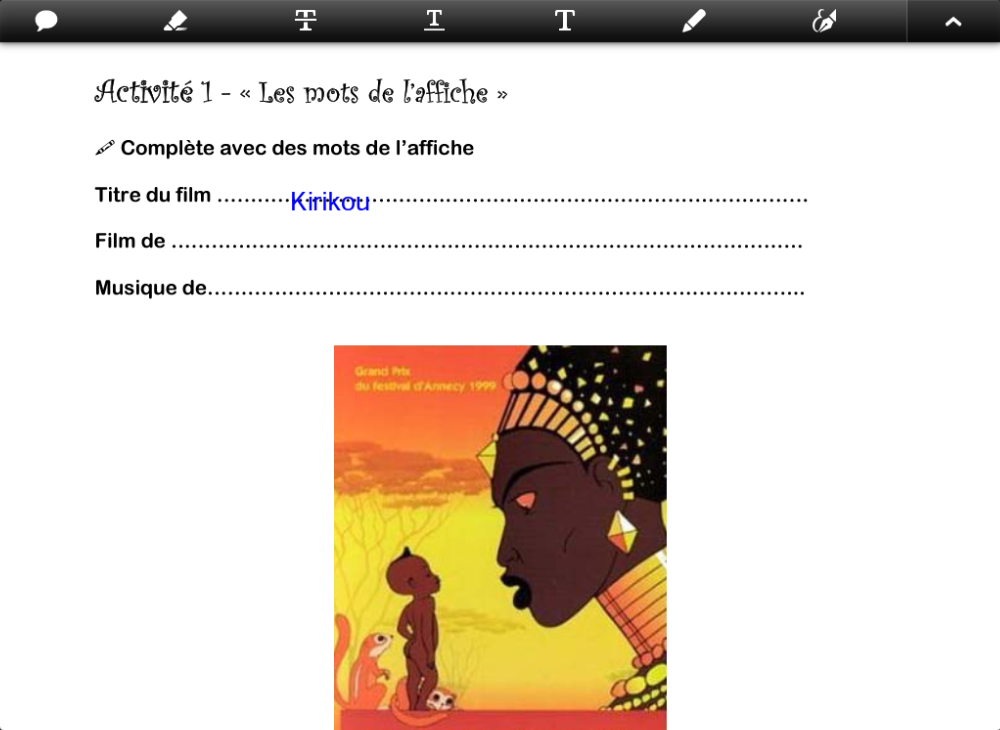 Activité 1 – « Les mots de l'affiche »
Complète avec des mots de l'affiche
Titre du film ............Kirikou........................................................................
Film de ...............................................................................................
Musique de..........................................................................................
Grand Prix
du festival d'Annecy 1999